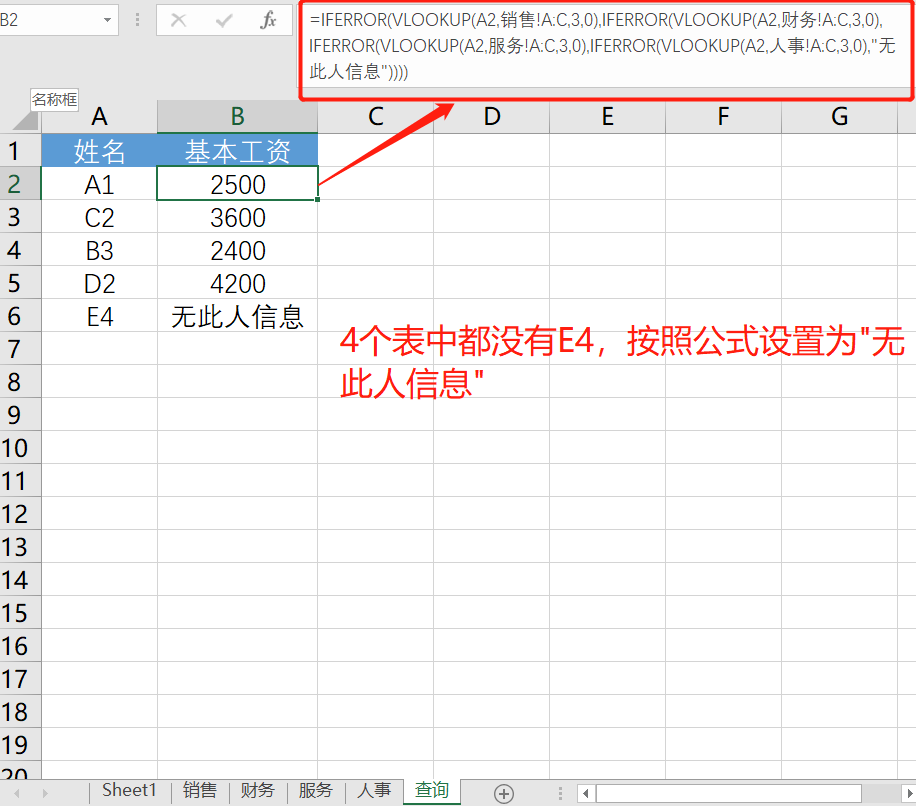 B2
fx
=IFERROR(VLOOKUP(A2,销售!A:C,3,0),IFERROR(VLOOKUP(A2,财务!A:C,3,0),
IFERROR(VLOOKUP(A2,服务!A:C,3,0),IFERROR(VLOOKUP(A2,人事!A:C,3,0),"无
此人信息"))))
名称框
A B C D E F G
1 姓名 基本工资
2 A1 2500
3 C2 3600
4 B3 2400
5 D2 4200
6 E4 无此人信息
4个表中都没有E4，按照公式设置为"无
此人信息"
7
8
9
10
11
12
13
14
15
16
17
18
19
20
Sheet1 销售 财务 服务 人事 查询